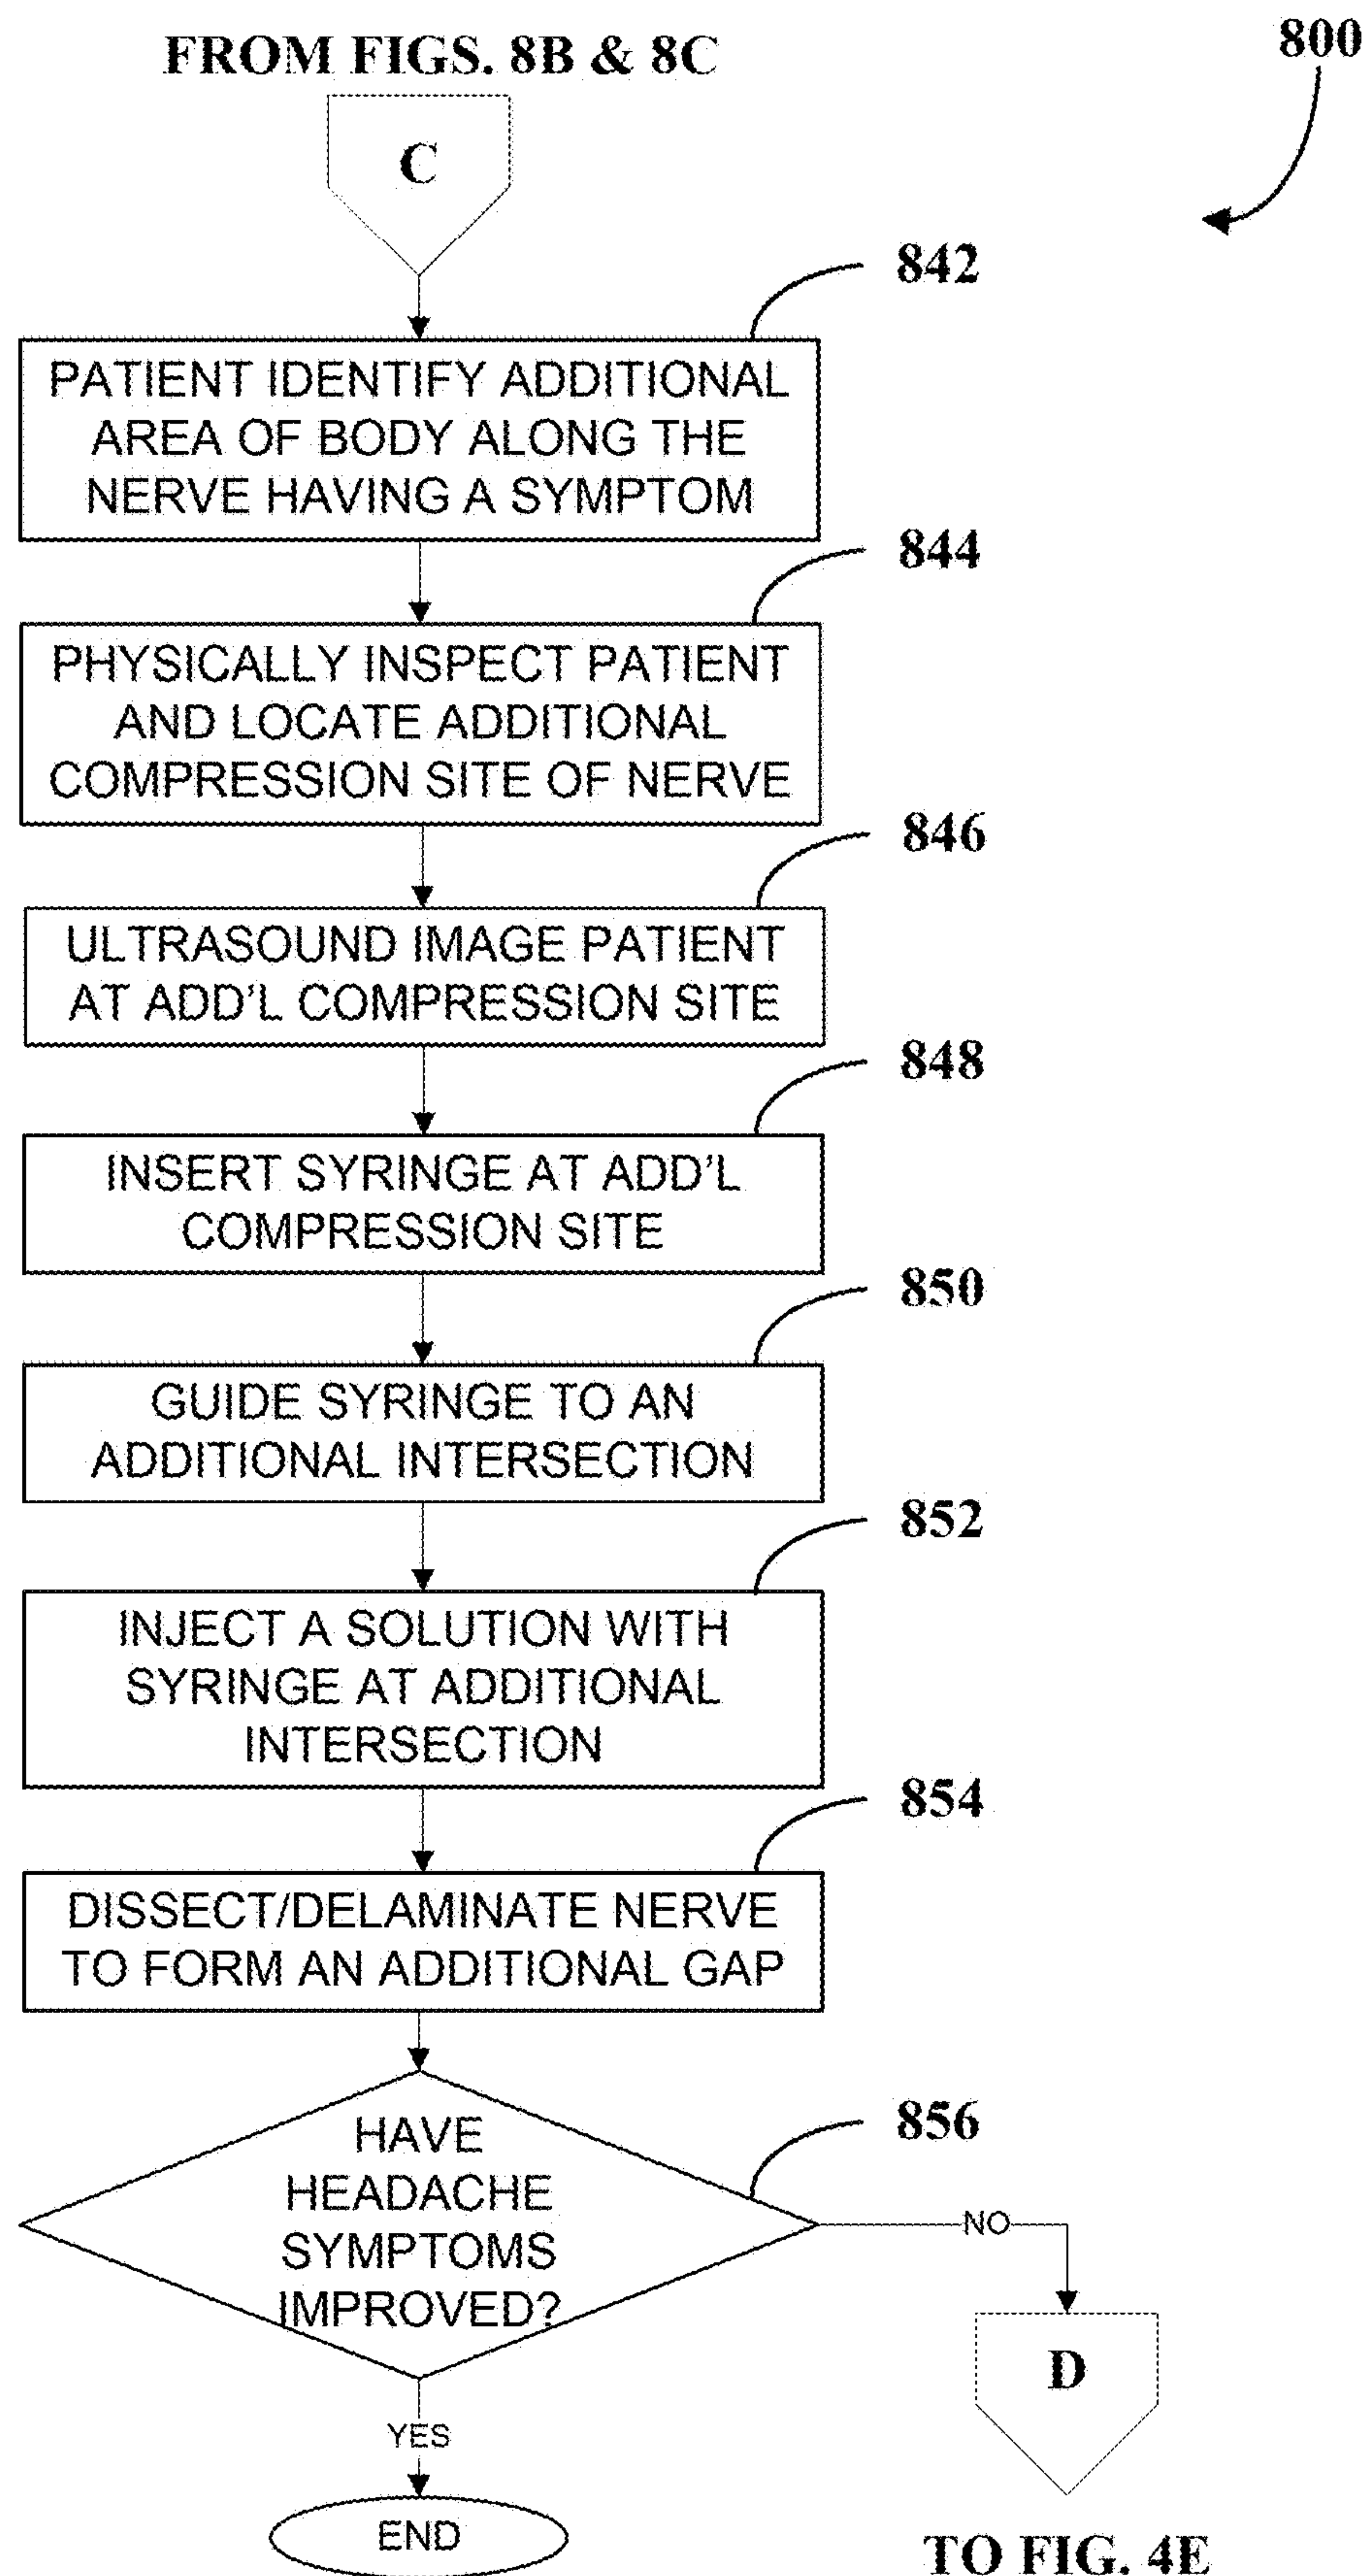 FROM FIGS. 8B & 8C
800
C
842
PATIENT IDENTIFY ADDITIONAL
AREA OF BODY ALONG THE
NERVE HAVING A SYMPTOM
844
PHYSICALLY INSPECT PATIENT
AND LOCATE ADDITIONAL
COMPRESSION SITE OF NERVE
846
ULTRASOUND IMAGE PATIENT
AT ADD'L COMPRESSION SITE
848
INSERT SYRINGE AT ADD'L
COMPRESSION SITE
850
GUIDE SYRINGE TO AN
ADDITIONAL INTERSECTION
852
INJECT A SOLUTION WITH
SYRINGE AT ADDITIONAL
INTERSECTION
854
DISSECT/DELAMINATE NERVE
TO FORM AN ADDITIONAL GAP
856
HAVE
HEADACHE
SYMPTOMS
IMPROVED?
NO
D
YES
END
TO FIG. 4E